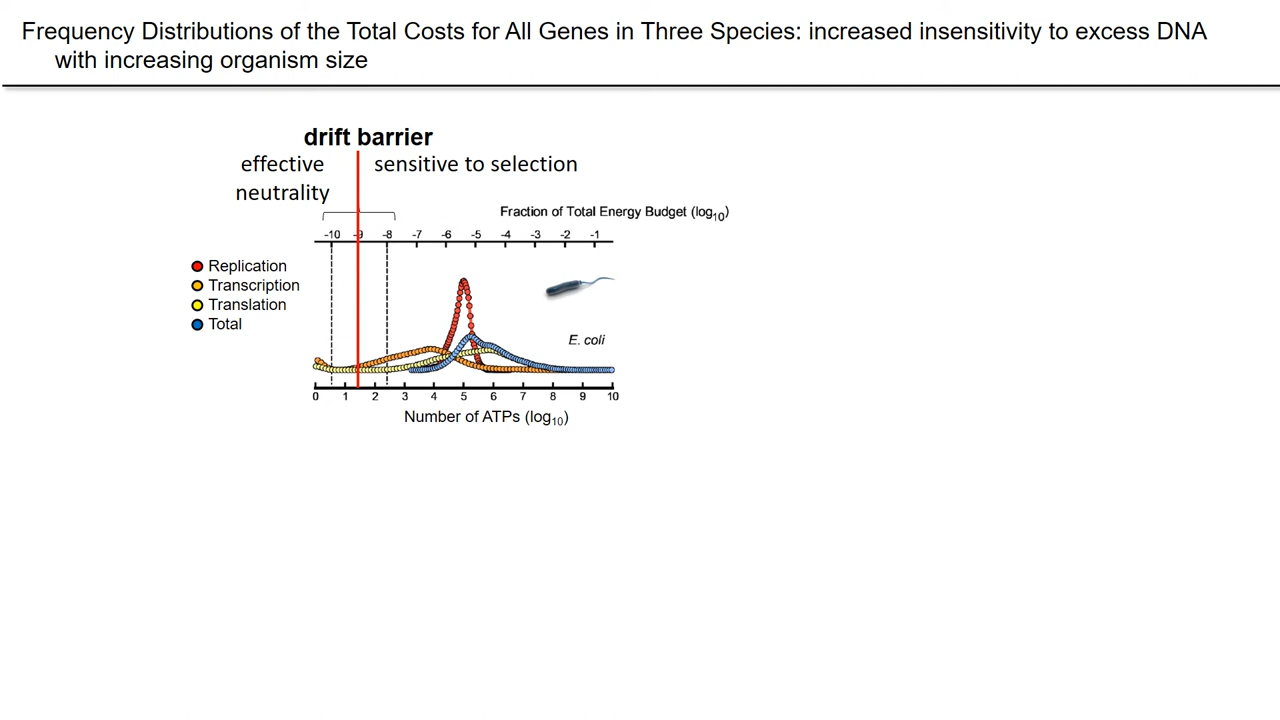 Frequency Distributions of the Total Costs for All Genes in Three Species: increased insensitivity to excess DNA
with increasing organism size
drift barrier
effective
neutrality
sensitive to selection
Fraction of Total Energy Budget (log10)
-10 -9 -8 -7 -6 -5 -4 -3 -2 -1
Replication
Transcription
Translation
Total
E. coli
0 1 2 3 4 5 6 7 8 9 10
Number of ATPs (log10)